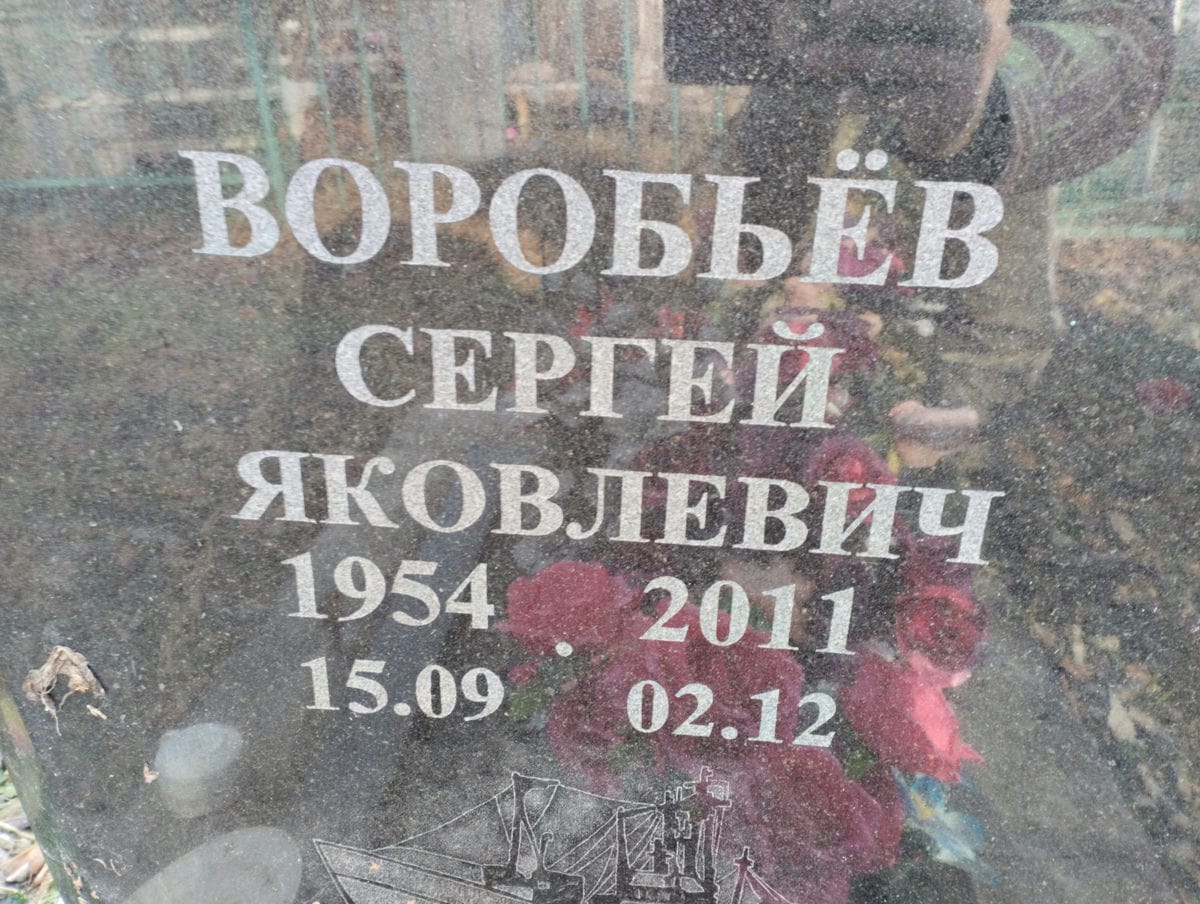 ВОРОБЬЁВ
СЕРГЕЙ
ЯКОВЛЕВИЧ
1954 . 2011
15.09 02.12